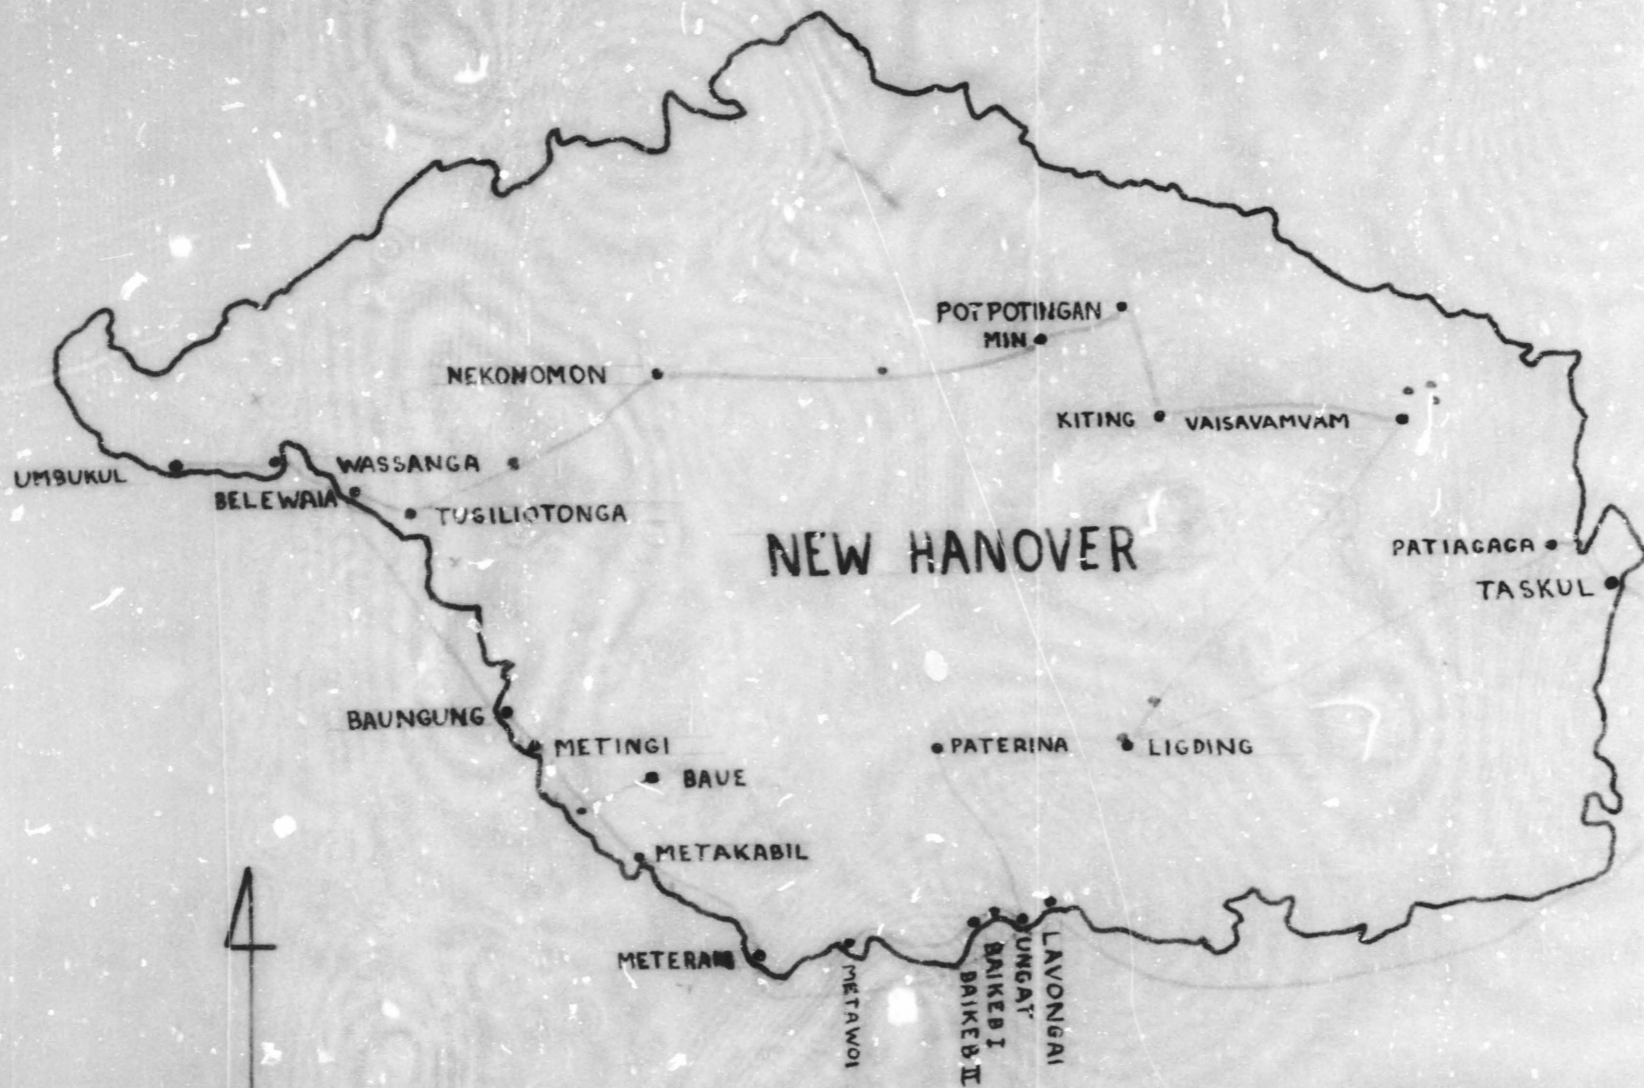 POTPOTINGAN
MIN
NEKONOMON
KITING
VAISAVAMVAM
UMBUKUL
WASSANGA
BELEWAIA
TUSILIOTONGA
NEW HANOVER
PATIAGAGA
TASKUL
BAUNGUNG
METINGI
PATERINA
LIGDING
BAUE
METAKABIL
METERAN
METAWOI
BAIKEB II
BAIKEB I
UNGAT
LAVONGAI